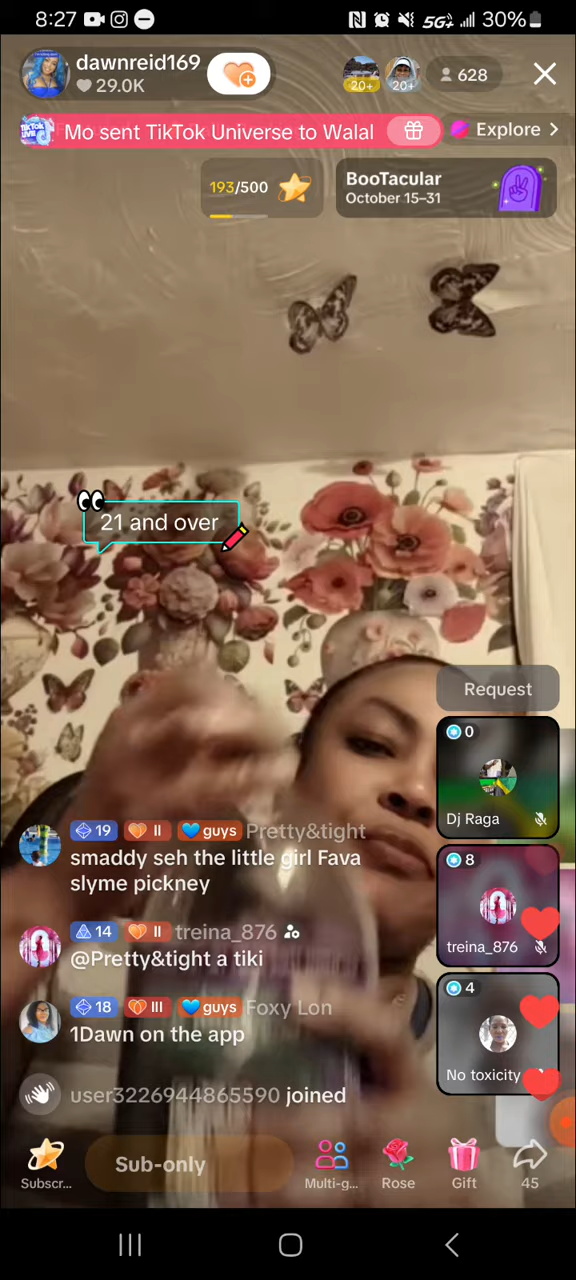 8:27
5G
30%
dawnreid169
29.0K
20+
20+
628
Mo sent TikTok Universe to Walal
Explore >
193/500
BooTacular
October 15–31
21 and over
Request
0
Dj Raga
8
treina_876
4
No toxicity
19 II guys Pretty&tight
smaddy seh the little girl Fava
slyme pickney
14 II treina_876
@Pretty&tight a tiki
18 III guys Foxy Lon
1Dawn on the app
user3226944865590 joined
Subscr...
Sub-only
Multi-g...
Rose
Gift
45